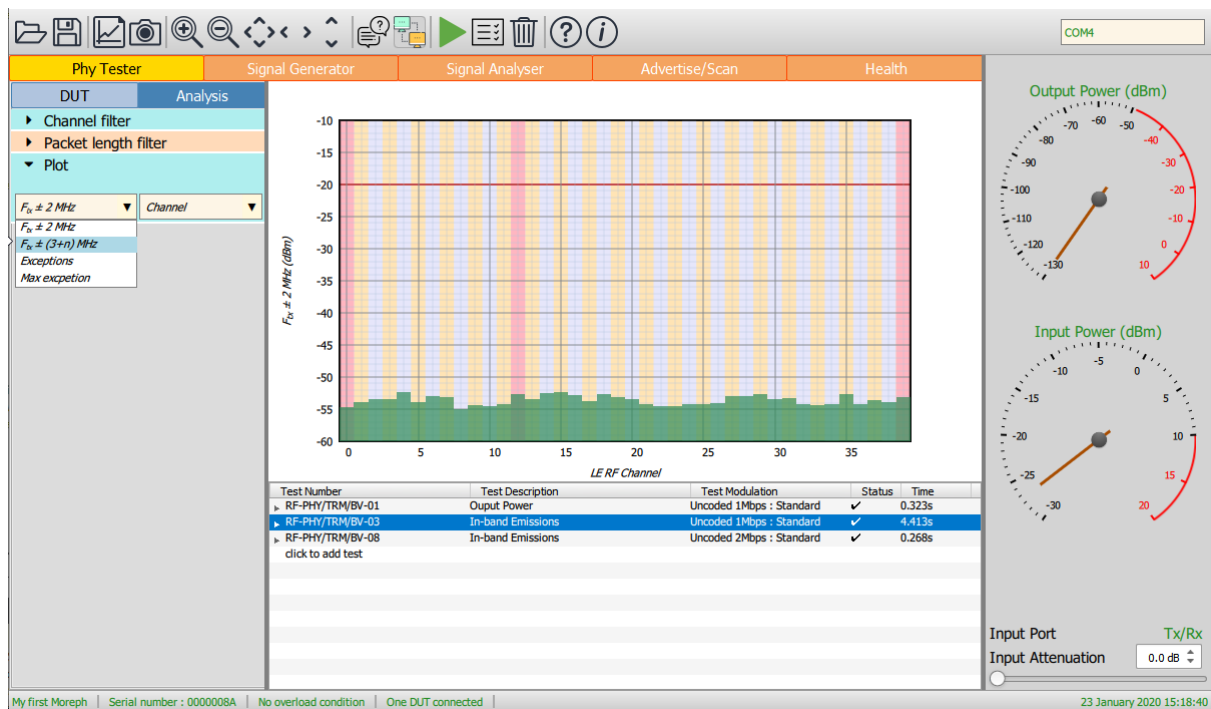 COM4
Phy Tester
Signal Generator
Signal Analyser
Advertise/Scan
Health
DUT
Analysis
Channel filter
Packet length filter
Plot
Ftx ± 2 MHz
Channel
Ftx ± 2 MHz
Ftx ± (3+n) MHz
Exceptions
Max excpetion
Ftx ± 2 MHz (dBm)
-10
-15
-20
-25
-30
-35
-40
-45
-50
-55
-60
0 5 10 15 20 25 30 35
LE RF Channel
Test Number Test Description Test Modulation Status Time
RF-PHY/TRM/BV-01 Ouput Power Uncoded 1Mbps : Standard ✔ 0.323s
RF-PHY/TRM/BV-03 In-band Emissions Uncoded 1Mbps : Standard ✔ 4.413s
RF-PHY/TRM/BV-08 In-band Emissions Uncoded 2Mbps : Standard ✔ 0.268s
click to add test
Output Power (dBm)
-130
-120
-110
-100
-90
-80
-70
-60
-50
-40
-30
-20
-10
0
10
Input Power (dBm)
-30
-25
-20
-15
-10
-5
0
5
10
15
20
Input Port Tx/Rx
Input Attenuation 0.0 dB
My first Moreph
Serial number : 0000008A
No overload condition
One DUT connected
23 January 2020 15:18:40